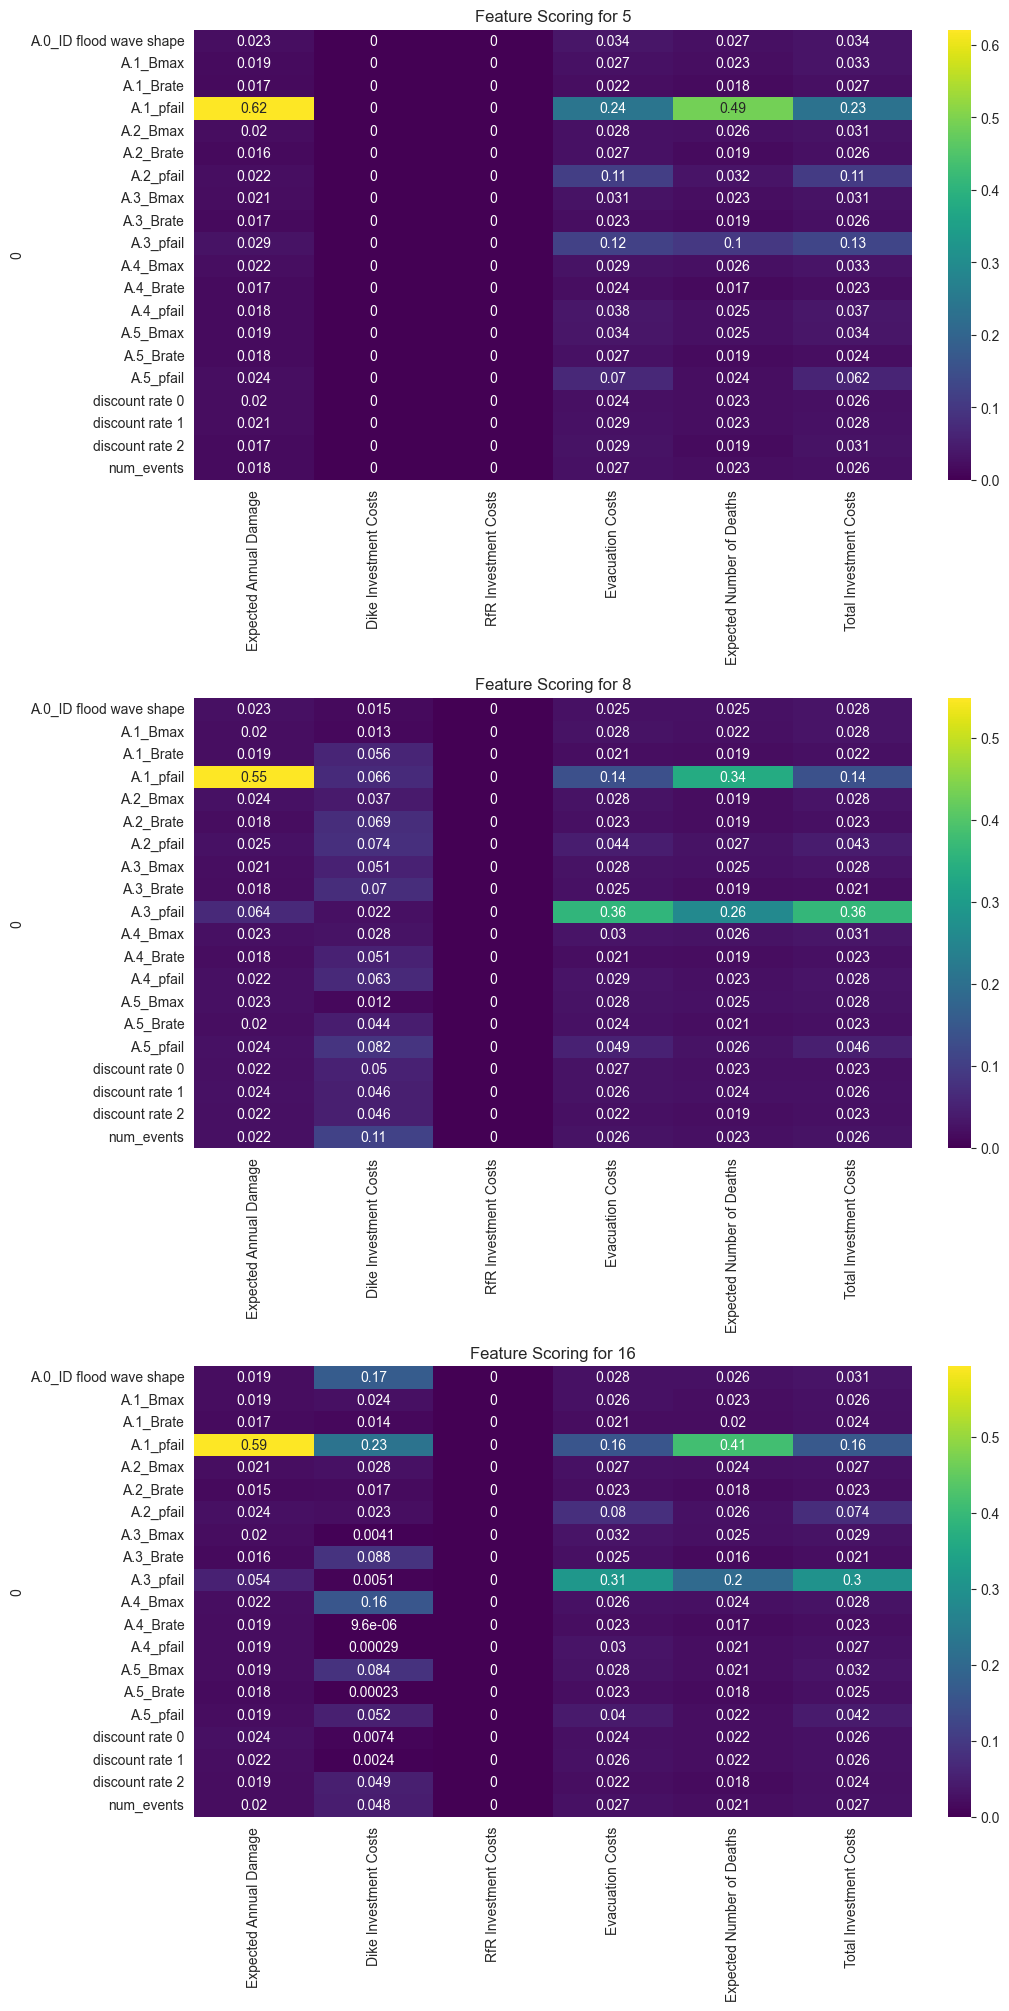 Feature Scoring for 5
A.0_ID flood wave shape 0.023 0 0 0.034 0.027 0.034
A.1_Bmax 0.019 0 0 0.027 0.023 0.033
A.1_Brate 0.017 0 0 0.022 0.018 0.027
A.1_pfail 0.62 0 0 0.24 0.49 0.23
A.2_Bmax 0.02 0 0 0.028 0.026 0.031
A.2_Brate 0.016 0 0 0.027 0.019 0.026
A.2_pfail 0.022 0 0 0.11 0.032 0.11
A.3_Bmax 0.021 0 0 0.031 0.023 0.031
A.3_Brate 0.017 0 0 0.023 0.019 0.026
A.3_pfail 0.029 0 0 0.12 0.1 0.13
A.4_Bmax 0.022 0 0 0.029 0.026 0.033
A.4_Brate 0.017 0 0 0.024 0.017 0.023
A.4_pfail 0.018 0 0 0.038 0.025 0.037
A.5_Bmax 0.019 0 0 0.034 0.025 0.034
A.5_Brate 0.018 0 0 0.027 0.019 0.024
A.5_pfail 0.024 0 0 0.07 0.024 0.062
discount rate 0 0.02 0 0 0.024 0.023 0.026
discount rate 1 0.021 0 0 0.029 0.023 0.028
discount rate 2 0.017 0 0 0.029 0.019 0.031
num_events 0.018 0 0 0.027 0.023 0.026
0
Expected Annual Damage
Dike Investment Costs
RfR Investment Costs
Evacuation Costs
Expected Number of Deaths
Total Investment Costs
0.6
0.5
0.4
0.3
0.2
0.1
0.0
Feature Scoring for 8
A.0_ID flood wave shape 0.023 0.015 0 0.025 0.025 0.028
A.1_Bmax 0.02 0.013 0 0.028 0.022 0.028
A.1_Brate 0.019 0.056 0 0.021 0.019 0.022
A.1_pfail 0.55 0.066 0 0.14 0.34 0.14
A.2_Bmax 0.024 0.037 0 0.028 0.019 0.028
A.2_Brate 0.018 0.069 0 0.023 0.019 0.023
A.2_pfail 0.025 0.074 0 0.044 0.027 0.043
A.3_Bmax 0.021 0.051 0 0.028 0.025 0.028
A.3_Brate 0.018 0.07 0 0.025 0.019 0.021
A.3_pfail 0.064 0.022 0 0.36 0.26 0.36
A.4_Bmax 0.023 0.028 0 0.03 0.026 0.031
A.4_Brate 0.018 0.051 0 0.021 0.019 0.023
A.4_pfail 0.022 0.063 0 0.029 0.023 0.028
A.5_Bmax 0.023 0.012 0 0.028 0.025 0.028
A.5_Brate 0.02 0.044 0 0.024 0.021 0.023
A.5_pfail 0.024 0.082 0 0.049 0.026 0.046
discount rate 0 0.022 0.05 0 0.027 0.023 0.023
discount rate 1 0.024 0.046 0 0.026 0.024 0.026
discount rate 2 0.022 0.046 0 0.022 0.019 0.023
num_events 0.022 0.11 0 0.026 0.023 0.026
0
Expected Annual Damage
Dike Investment Costs
RfR Investment Costs
Evacuation Costs
Expected Number of Deaths
Total Investment Costs
0.5
0.4
0.3
0.2
0.1
0.0
Feature Scoring for 16
A.0_ID flood wave shape 0.019 0.17 0 0.028 0.026 0.031
A.1_Bmax 0.019 0.024 0 0.026 0.023 0.026
A.1_Brate 0.017 0.014 0 0.021 0.02 0.024
A.1_pfail 0.59 0.23 0 0.16 0.41 0.16
A.2_Bmax 0.021 0.028 0 0.027 0.024 0.027
A.2_Brate 0.015 0.017 0 0.023 0.018 0.023
A.2_pfail 0.024 0.023 0 0.08 0.026 0.074
A.3_Bmax 0.02 0.0041 0 0.032 0.025 0.029
A.3_Brate 0.016 0.088 0 0.025 0.016 0.021
A.3_pfail 0.054 0.0051 0 0.31 0.2 0.3
A.4_Bmax 0.022 0.16 0 0.026 0.024 0.028
A.4_Brate 0.019 9.6e-06 0 0.023 0.017 0.023
A.4_pfail 0.019 0.00029 0 0.03 0.021 0.027
A.5_Bmax 0.019 0.084 0 0.028 0.021 0.032
A.5_Brate 0.018 0.00023 0 0.023 0.018 0.025
A.5_pfail 0.019 0.052 0 0.04 0.022 0.042
discount rate 0 0.024 0.0074 0 0.024 0.022 0.026
discount rate 1 0.022 0.0024 0 0.026 0.022 0.026
discount rate 2 0.019 0.049 0 0.022 0.018 0.024
num_events 0.02 0.048 0 0.027 0.021 0.027
0
Expected Annual Damage
Dike Investment Costs
RfR Investment Costs
Evacuation Costs
Expected Number of Deaths
Total Investment Costs
0.5
0.4
0.3
0.2
0.1
0.0